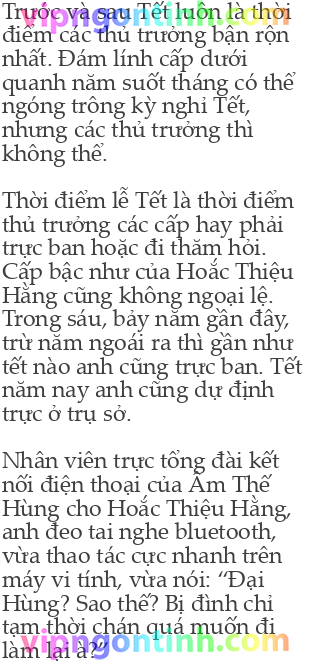 Trước và sau Tết luôn là thời
điểm các thủ trưởng bận rộn
nhất. Đám lính cấp dưới
quanh năm suốt tháng có thể
ngóng trông kỳ nghỉ Tết,
nhưng các thủ trưởng thì
không thể.
Thời điểm lễ Tết là thời điểm
thủ trưởng các cấp hay phải
trực ban hoặc đi thăm hỏi.
Cấp bậc như của Hoắc Thiệu
Hằng cũng không ngoại lệ.
Trong sáu, bảy năm gần đây,
trừ năm ngoái ra thì gần như
tết nào anh cũng trực ban. Tết
năm nay anh cũng dự định
trực ở trụ sở.
Nhân viên trực tổng đài kết
nối điện thoại của Âm Thế
Hùng cho Hoắc Thiệu Hằng,
anh đeo tai nghe bluetooth,
vừa thao tác cực nhanh trên
máy vi tính, vừa nói: “Đại
Hùng? Sao thế? Bị đình chỉ
tạm thời chán quá muốn đi
làm lại à?”
vipngontinh.com
vipngontinh.com